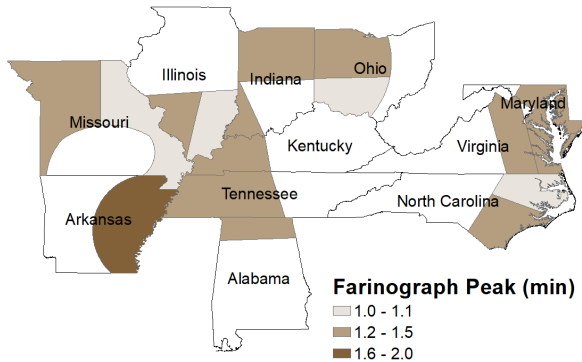 Illinois
Indiana
Ohio
Missouri
Maryland
Kentucky
Virginia
Tennessee
North Carolina
Arkansas
Alabama
Farinograph Peak (min)
1.0 - 1.1
1.2 - 1.5
1.6 - 2.0